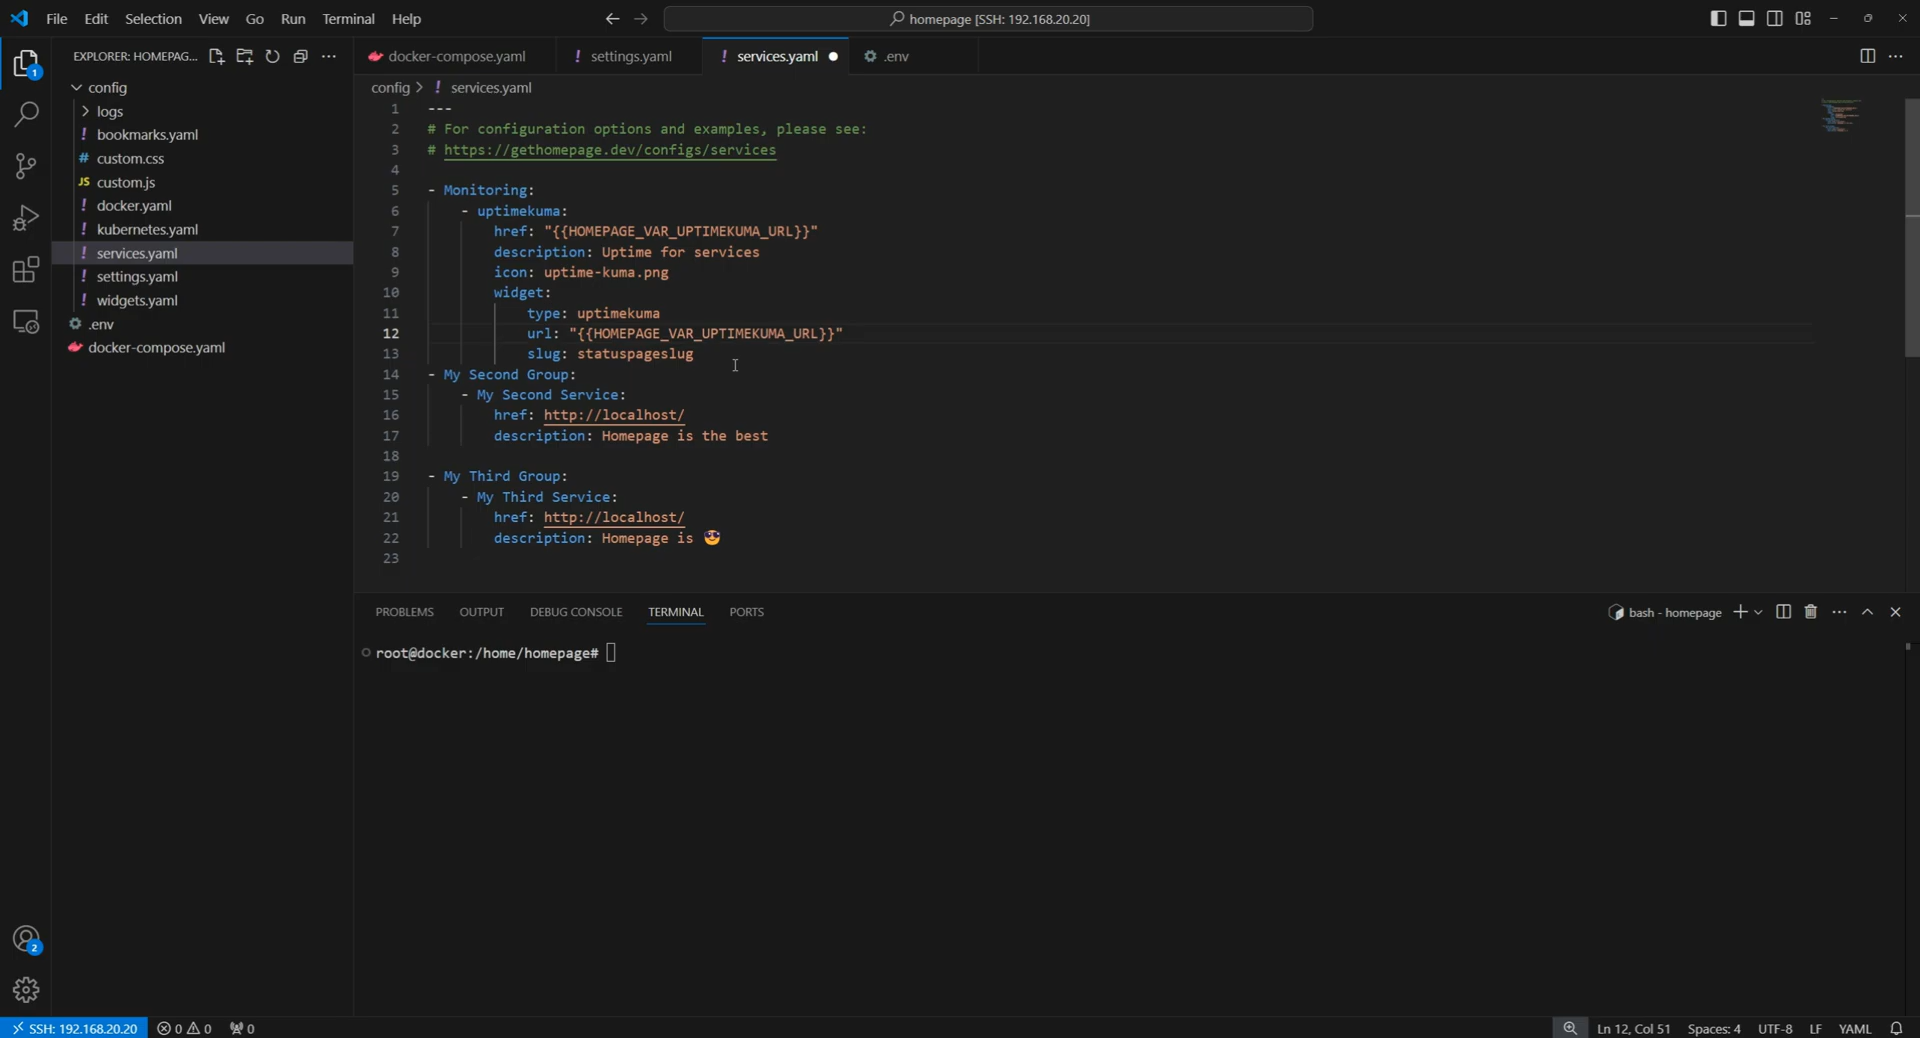 File Edit Selection View Go Run Terminal Help
homepage [SSH: 192.168.20.20]
EXPLORER: HOMEPAG...
config
logs
bookmarks.yaml
custom.css
JS custom.js
docker.yaml
kubernetes.yaml
services.yaml
settings.yaml
widgets.yaml
.env
docker-compose.yaml
docker-compose.yaml
settings.yaml
services.yaml
.env
config > ! services.yaml
1 ---
2 # For configuration options and examples, please see:
3 # https://gethomepage.dev/configs/services
4
5 - Monitoring:
6 - uptimekuma:
7 href: "{{HOMEPAGE_VAR_UPTIMEKUMA_URL}}"
8 description: Uptime for services
9 icon: uptime-kuma.png
10 widget:
11 type: uptimekuma
12 url: "{{HOMEPAGE_VAR_UPTIMEKUMA_URL}}"
13 slug: statuspageslug
14 - My Second Group:
15 - My Second Service:
16 href: http://localhost/
17 description: Homepage is the best
18
19 - My Third Group:
20 - My Third Service:
21 href: http://localhost/
22 description: Homepage is 😎
23
PROBLEMS OUTPUT DEBUG CONSOLE TERMINAL PORTS
bash - homepage
root@docker:/home/homepage#
1
2
SSH: 192.168.20.20
0 0 0
Ln 12, Col 51 Spaces: 4 UTF-8 LF YAML